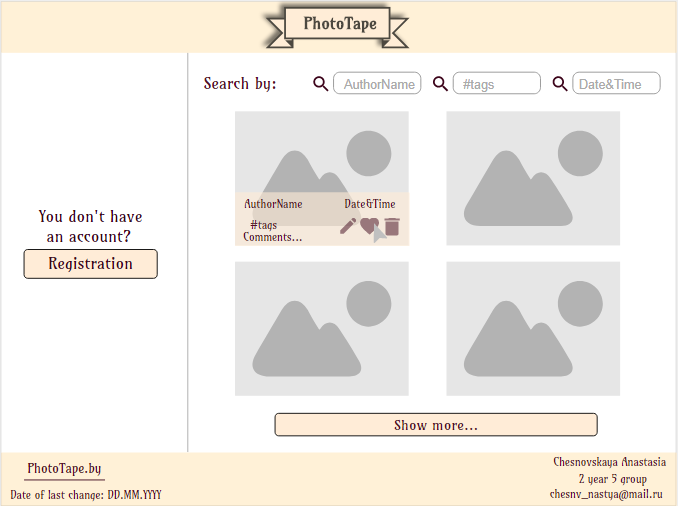 PhotoTape
Search by:
AuthorName
#tags
Date&Time
AuthorName
Date&Time
#tags
Comments...
You don't have
an account?
Registration
Show more...
PhotoTape.by
Date of last change: DD.MM.YYYY
Chesnovskaya Anastasia
2 year 5 group
chesnv_nastya@mail.ru